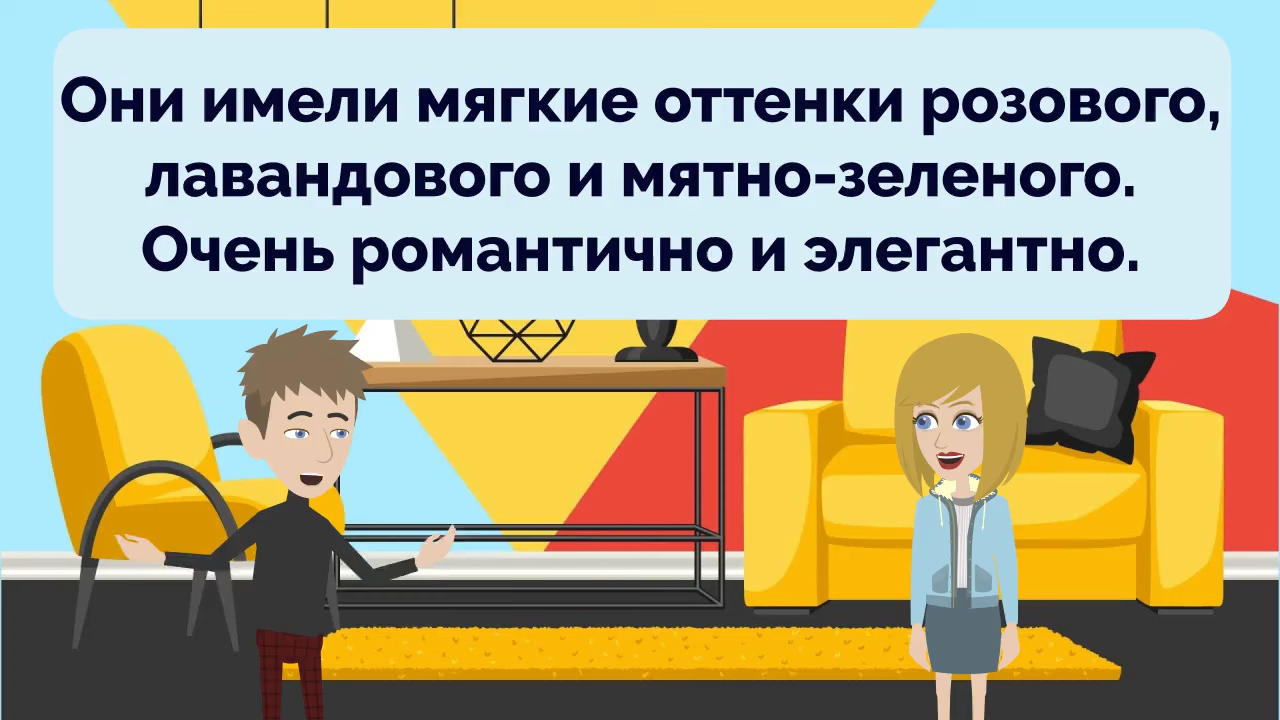 Они имели мягкие оттенки розового,
лавандового и мятно-зеленого.
Очень романтично и элегантно.